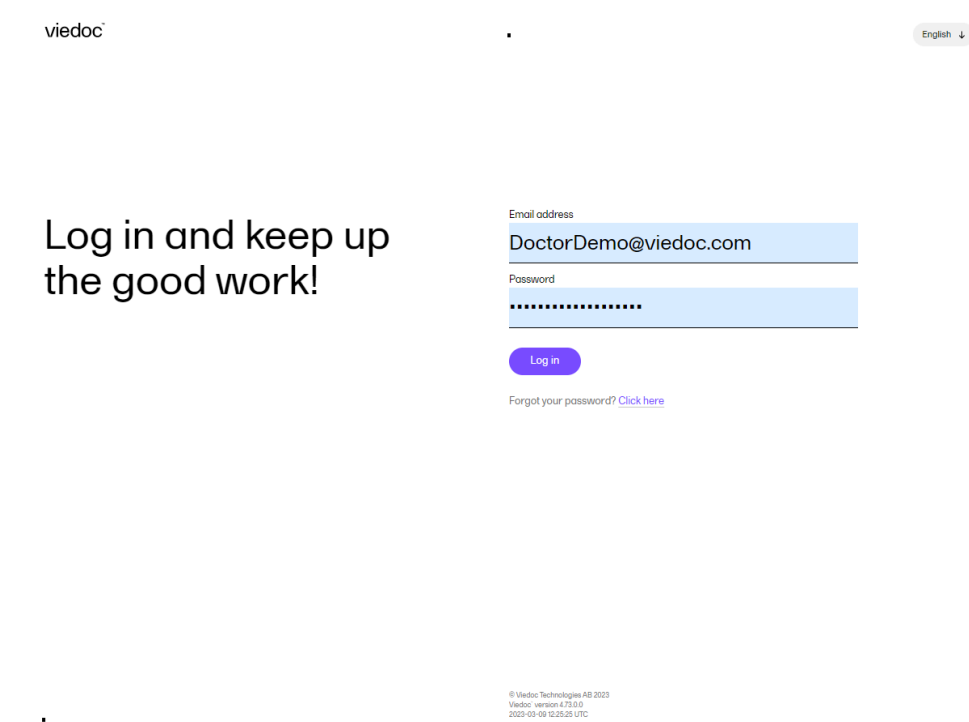 viedoc™
English ↓
Log in and keep up
the good work!
Email address
DoctorDemo@viedoc.com
Password
•••••••••••••••••••
Log in
Forgot your password? Click here
© Viedoc Technologies AB 2023
Viedoc™ version 4.73.0.0
2023-03-09 12:25:25 UTC